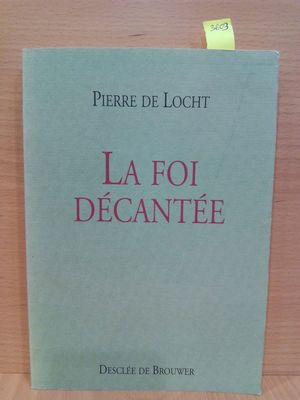 3603
PIERRE DE LOCHT
LA FOI
DÉCANTÉE
DESCLÉE DE BROUWER